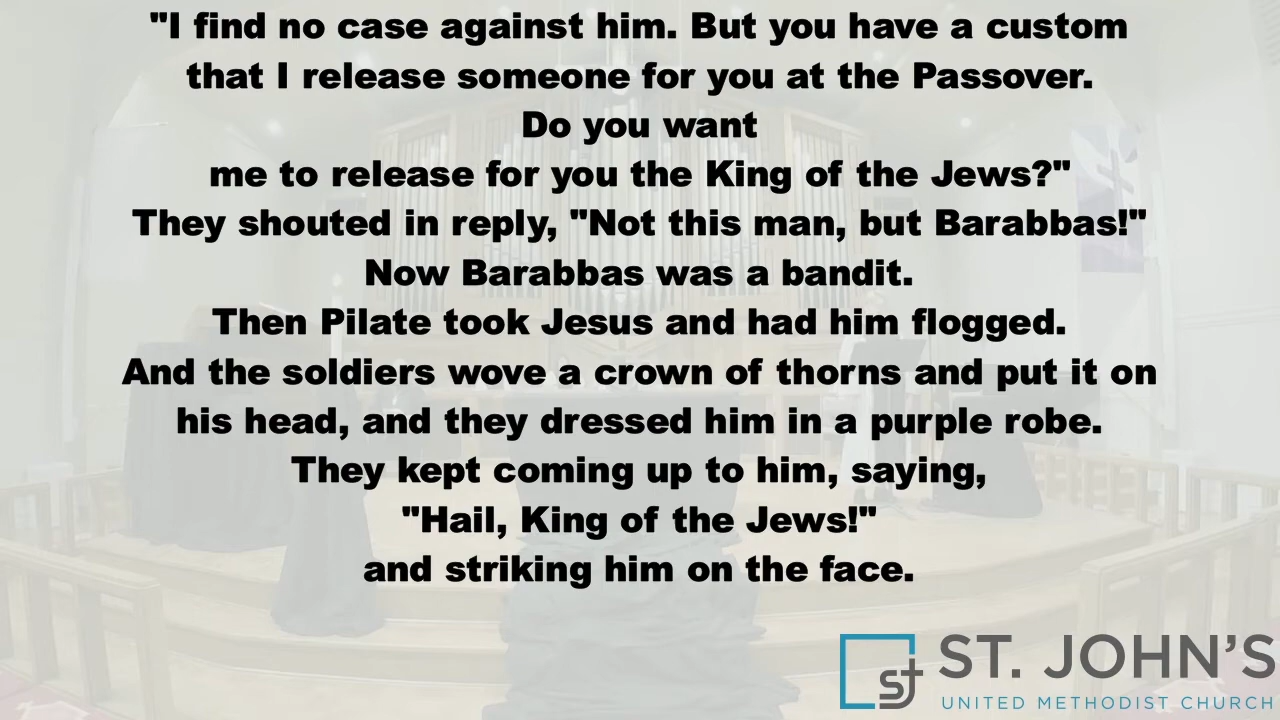 "I find no case against him. But you have a custom
that I release someone for you at the Passover.
Do you want
me to release for you the King of the Jews?"
They shouted in reply, "Not this man, but Barabbas!"
Now Barabbas was a bandit.
Then Pilate took Jesus and had him flogged.
And the soldiers wove a crown of thorns and put it on
his head, and they dressed him in a purple robe.
They kept coming up to him, saying,
"Hail, King of the Jews!"
and striking him on the face.
STJ
ST. JOHN'S
UNITED METHODIST CHURCH